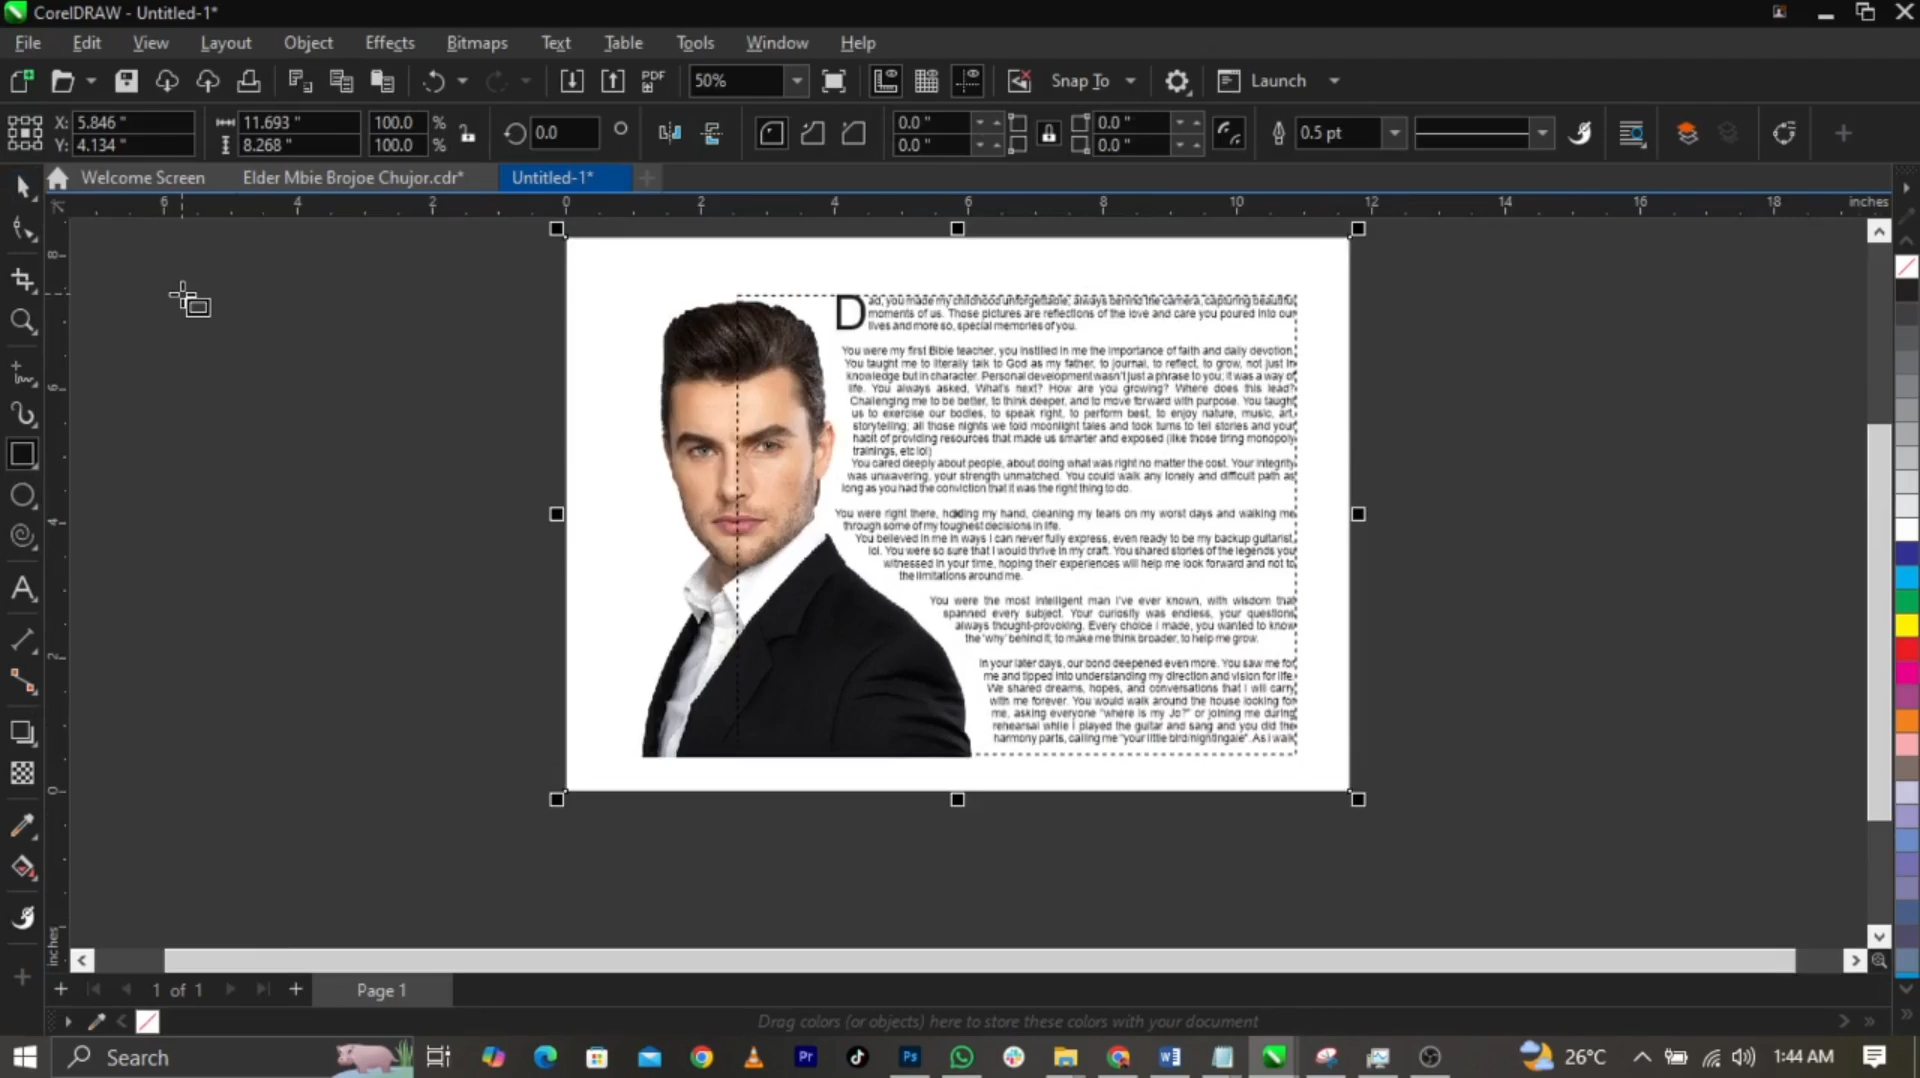 CorelDRAW - Untitled-1*
File Edit View Layout Object Effects Bitmaps Text Table Tools Window Help
PDF 50% Snap To Launch
X: 5.846 " 11.693 " 100.0 % 0.0 0.0 " 0.0 " 0.5 pt
Y: 4.134 " 8.268 " 100.0 % 0.0 " 0.0 "
Welcome Screen Elder Mbie Brojoe Chujor.cdr* Untitled-1*
6 4 2 0 2 4 6 8 10 12 14 16 18 inches
8
6
4
2
0
inches
Dad, you made my childhood unforgettable, always behind the camera, capturing beautiful
moments of us. Those pictures are reflections of the love and care you poured into our
lives and more so, special memories of you.
You were my first Bible teacher, you instilled in me the importance of faith and daily devotion.
You taught me to literally talk to God as my father, to journal, to reflect, to grow, not just in
knowledge but in character. Personal development wasn't just a phrase to you; it was a way of
life. You always asked, What's next? How are you growing? Where does this lead?
Challenging me to be better, to think deeper, and to move forward with purpose. You taught
us to exercise our bodies, to speak right, to perform best, to enjoy nature, music, art,
storytelling; all those nights we told moonlight tales and took turns to tell stories and your
habit of providing resources that made us smarter and exposed (like those tiring monopoly
trainings, etc lol)
You cared deeply about people, about doing what was right no matter the cost. Your integrity
was unwavering, your strength unmatched. You could walk any lonely and difficult path as
long as you had the conviction that it was the right thing to do.
You were right there, holding my hand, cleaning my tears on my worst days and walking me
through some of my toughest decisions in life.
You believed in me in ways I can never fully express, even ready to be my backup guitarist,
lol. You were so sure that I would thrive in my craft. You shared stories of the legends you
witnessed in your time, hoping their experiences will help me look forward and not to
the limitations around me.
You were the most intelligent man I've ever known, with wisdom that
spanned every subject. Your curiosity was endless, your questions
always thought-provoking. Every choice I made, you wanted to know
the 'why' behind it; to make me think broader, to help me grow.
In your later days, our bond deepened even more. You saw me for
me and tipped into understanding my direction and vision for life.
We shared dreams, hopes, and conversations that I will carry
with me forever. You would walk around the house looking for
me, asking everyone "where is my Jo?" or joining me during
rehearsal while I played the guitar and sang and you did the
harmony parts, calling me "your little bird/nightingale". As I walk
1 of 1 Page 1
Drag colors (or objects) here to store these colors with your document
Search Pr Ps 26°C 1:44 AM